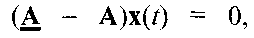 (A − A)x(t) = 0,